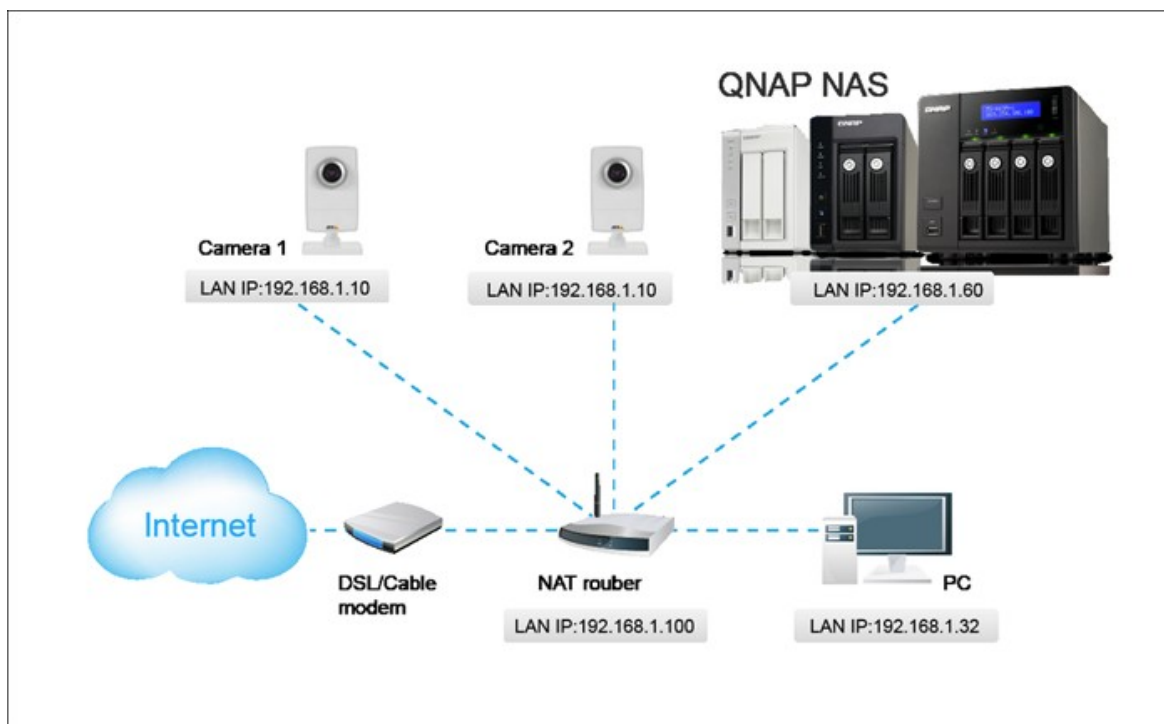 QNAP NAS
QNAP
QNAP
Camera 1
Camera 2
LAN IP:192.168.1.10
LAN IP:192.168.1.10
LAN IP:192.168.1.60
Internet
DSL/Cable
modem
NAT rouber
PC
LAN IP:192.168.1.100
LAN IP:192.168.1.32